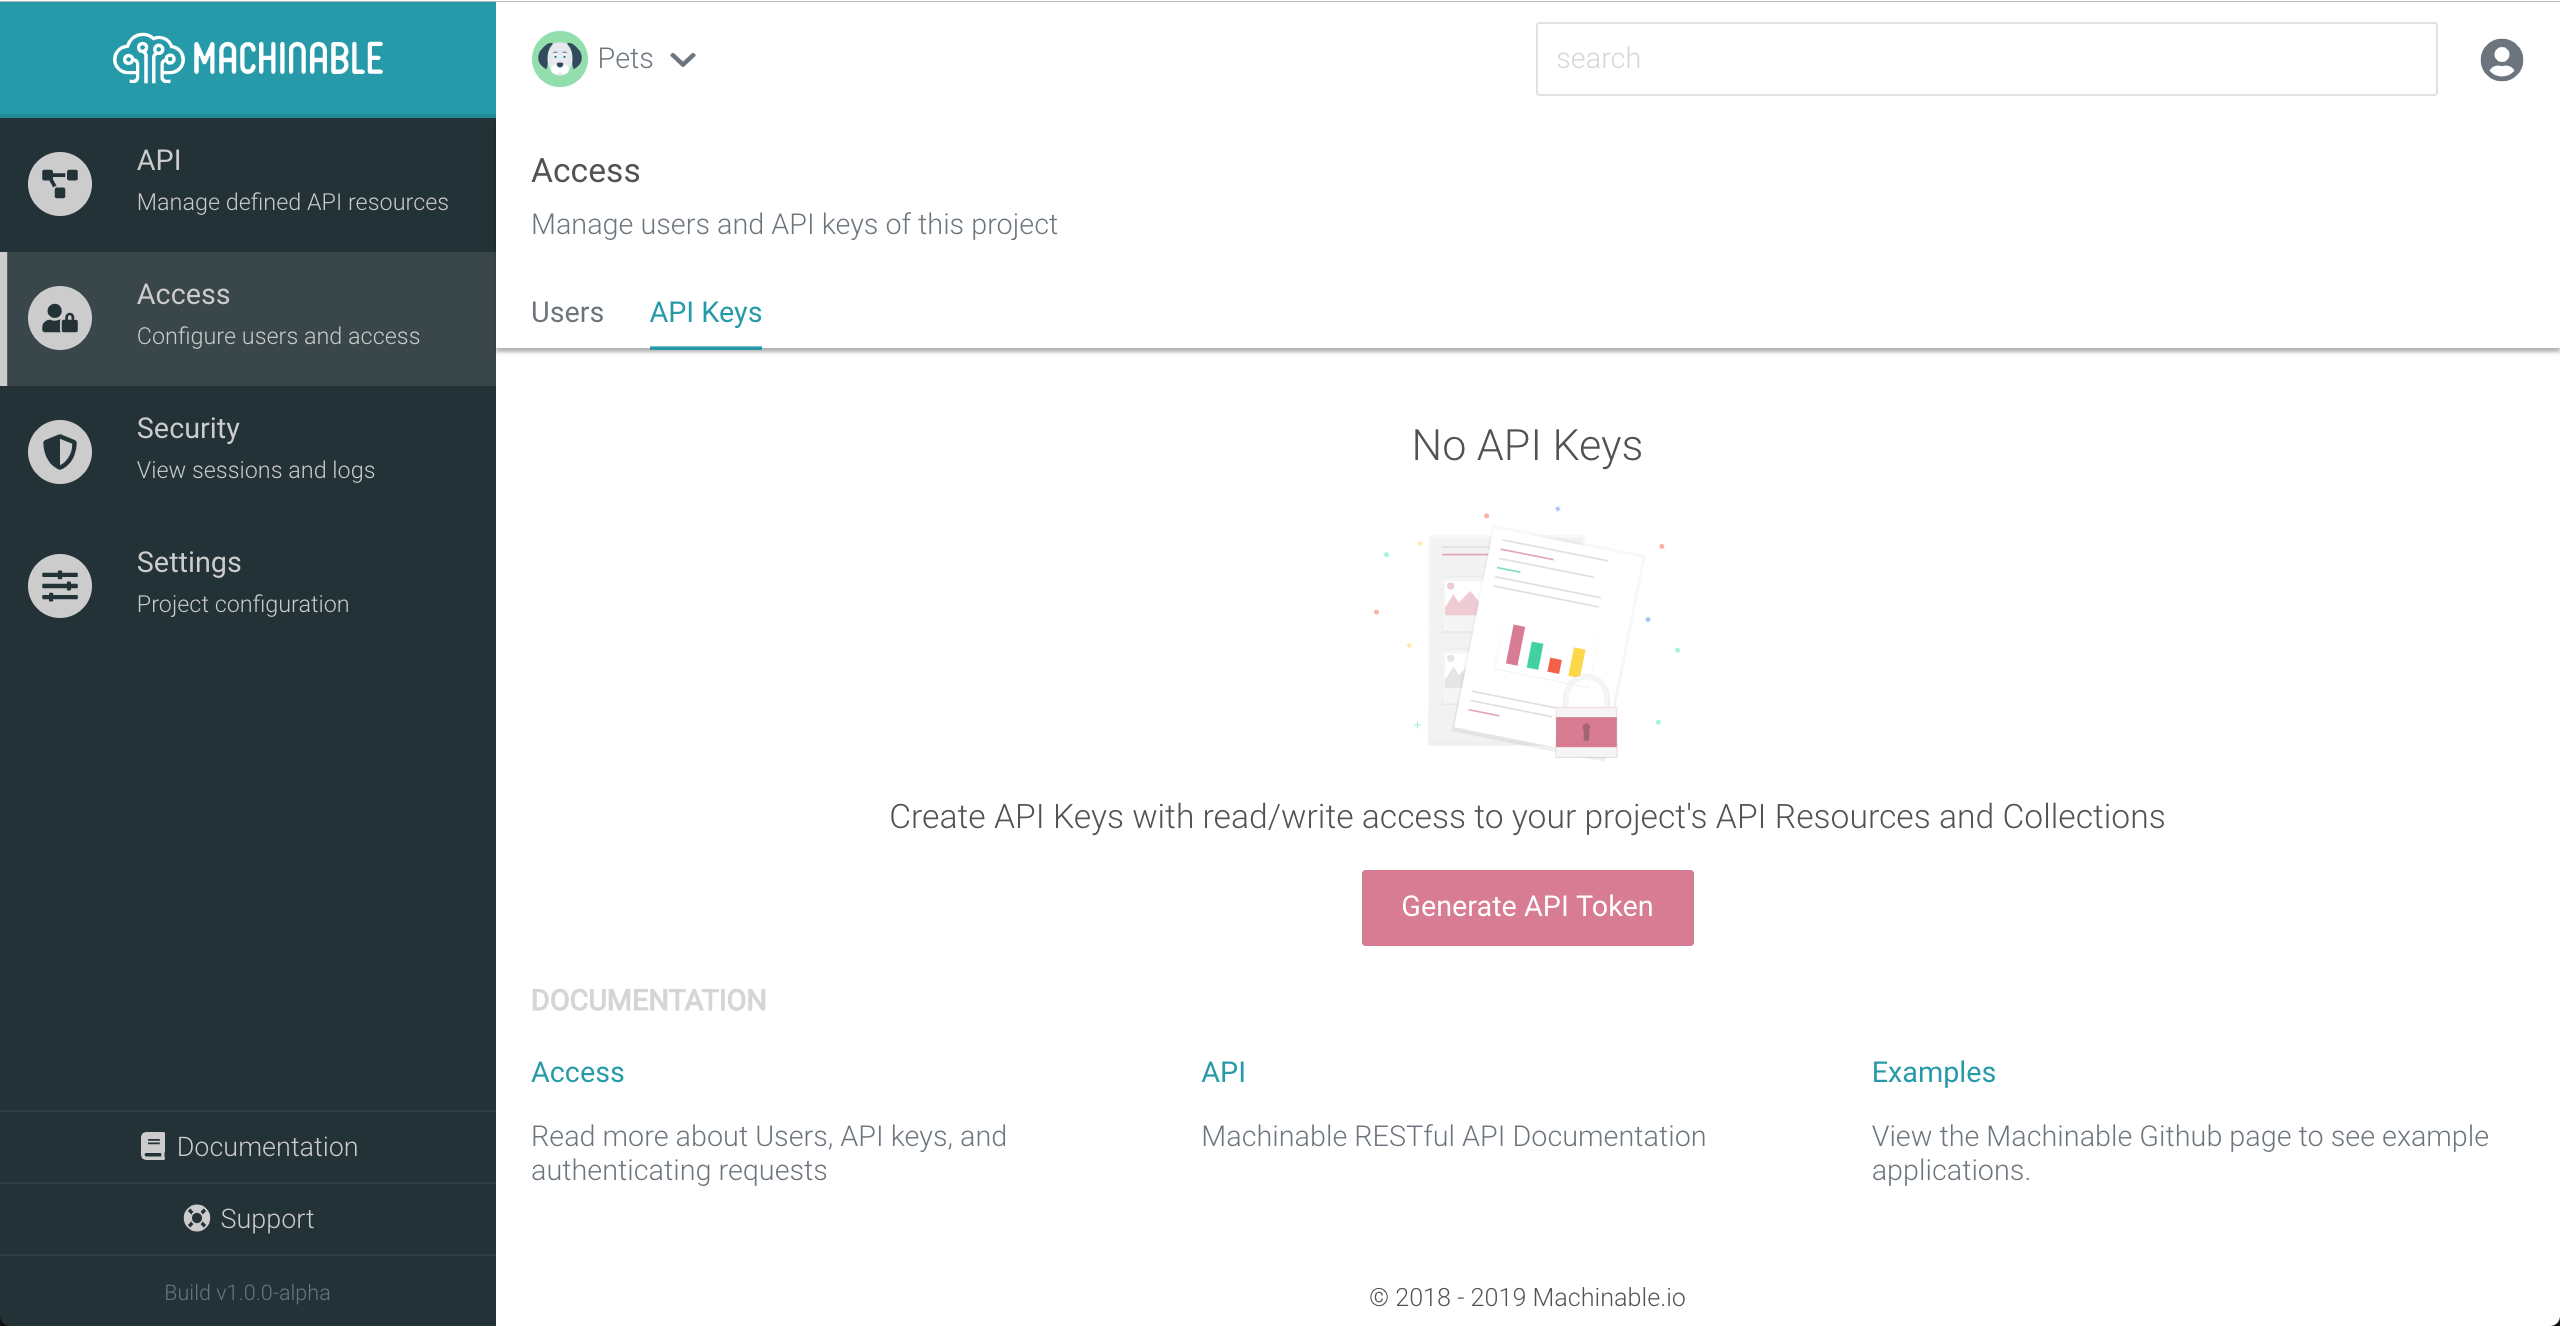 MACHINABLE
Pets
search
API
Manage defined API resources
Access
Configure users and access
Security
View sessions and logs
Settings
Project configuration
Documentation
Support
Build v1.0.0-alpha
Access
Manage users and API keys of this project
Users API Keys
No API Keys
Create API Keys with read/write access to your project's API Resources and Collections
Generate API Token
DOCUMENTATION
Access
Read more about Users, API keys, and
authenticating requests
API
Machinable RESTful API Documentation
Examples
View the Machinable Github page to see example
applications.
© 2018 - 2019 Machinable.io